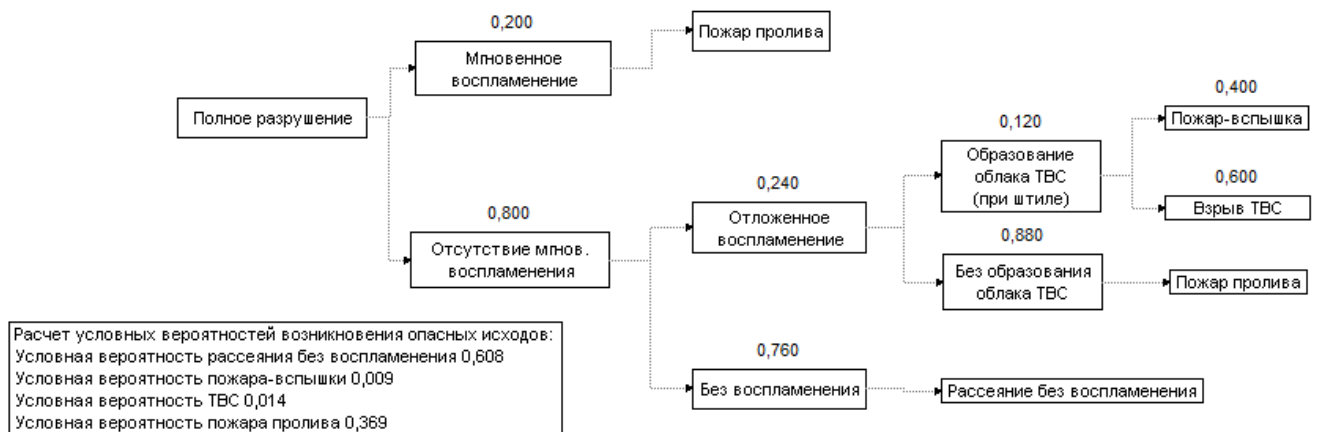 0,200
Мгновенное
воспламенение
Пожар пролива
Полное разрушение
0,800
Отсутствие мгнов.
воспламенения
0,240
Отложенное
воспламенение
0,120
Образование
облака ТВС
(при штиле)
0,400
Пожар-вспышка
0,600
Взрыв ТВС
0,880
Без образования
облака ТВС
Пожар пролива
0,760
Без воспламенения
Рассеяние без воспламенения
Расчет условных вероятностей возникновения опасных исходов:
Условная вероятность рассеяния без воспламенения 0,608
Условная вероятность пожара-вспышки 0,009
Условная вероятность ТВС 0,014
Условная вероятность пожара пролива 0,369